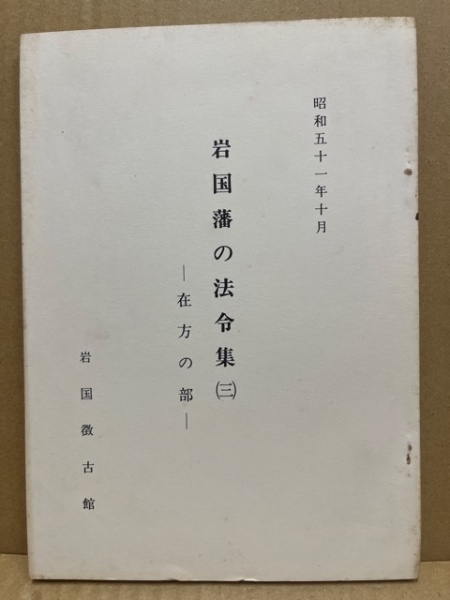 昭和五十一年十月
岩国藩の法令集㈢
―在方の部―
岩国徴古館